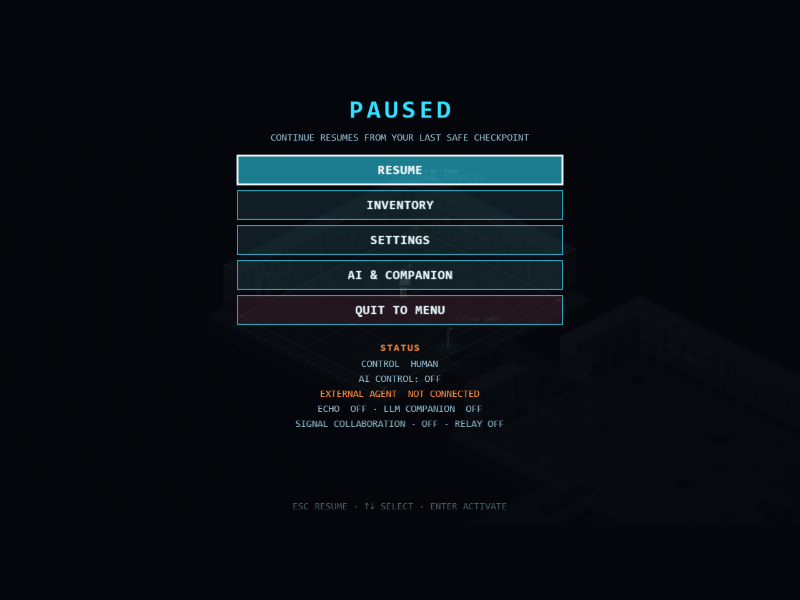 PAUSED
CONTINUE RESUMES FROM YOUR LAST SAFE CHECKPOINT
RESUME
INVENTORY
SETTINGS
AI & COMPANION
QUIT TO MENU
STATUS
CONTROL  HUMAN
AI CONTROL: OFF
EXTERNAL AGENT  NOT CONNECTED
ECHO  OFF · LLM COMPANION  OFF
SIGNAL COLLABORATION · OFF · RELAY OFF
ESC RESUME · ↑↓ SELECT · ENTER ACTIVATE